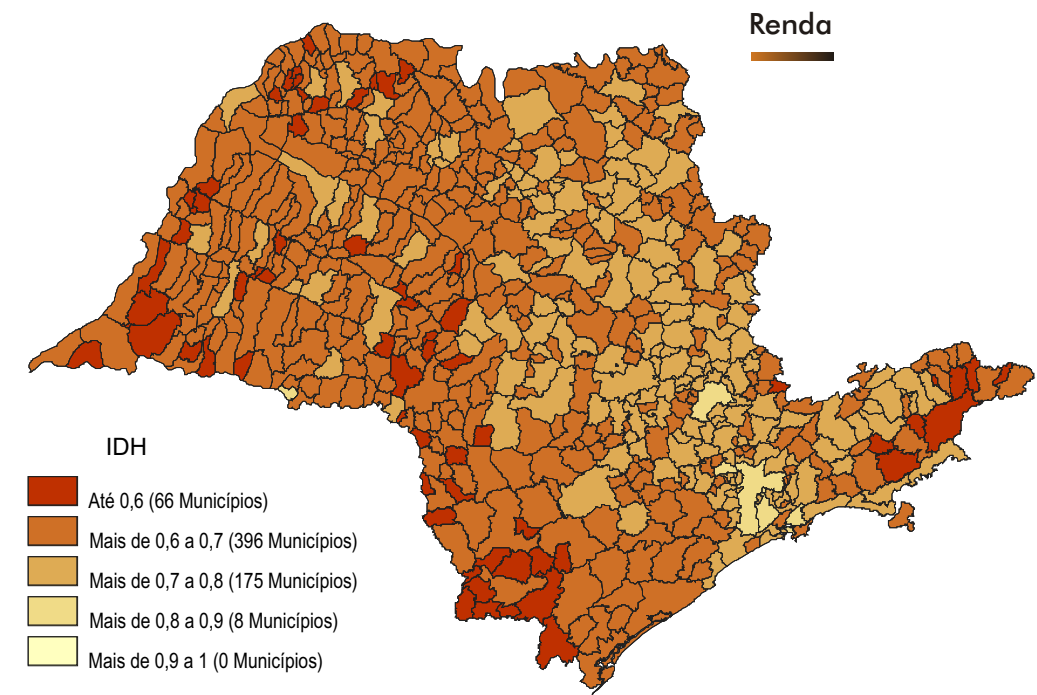 Renda
IDH
Até 0,6 (66 Municípios)
Mais de 0,6 a 0,7 (396 Municípios)
Mais de 0,7 a 0,8 (175 Municípios)
Mais de 0,8 a 0,9 (8 Municípios)
Mais de 0,9 a 1 (0 Municípios)